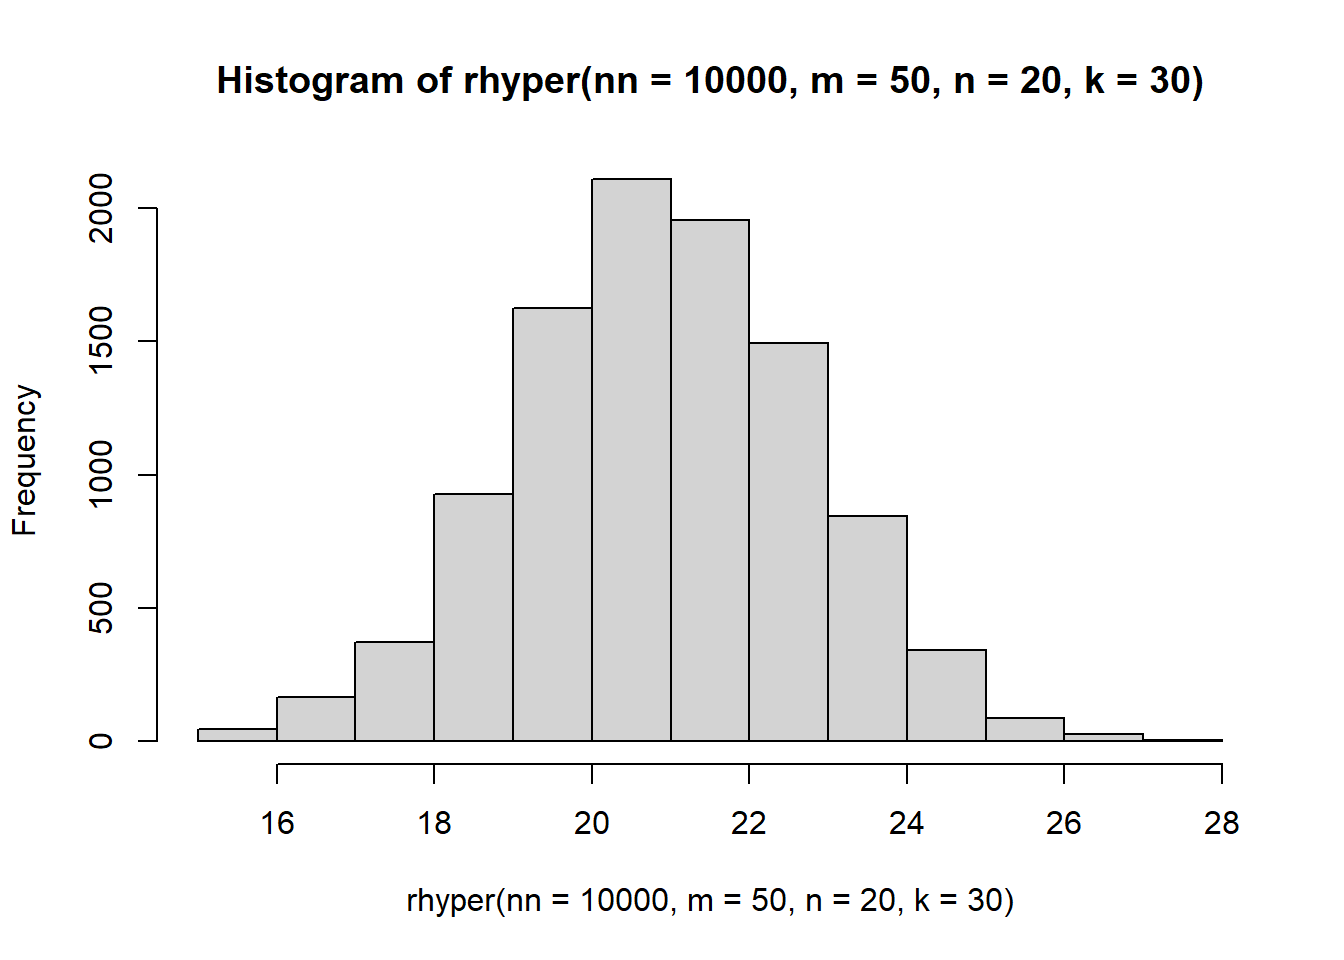 Histogram of rhyper(nn = 10000, m = 50, n = 20, k = 30)
Frequency
2000
1500
1000
500
0
16 18 20 22 24 26 28
rhyper(nn = 10000, m = 50, n = 20, k = 30)